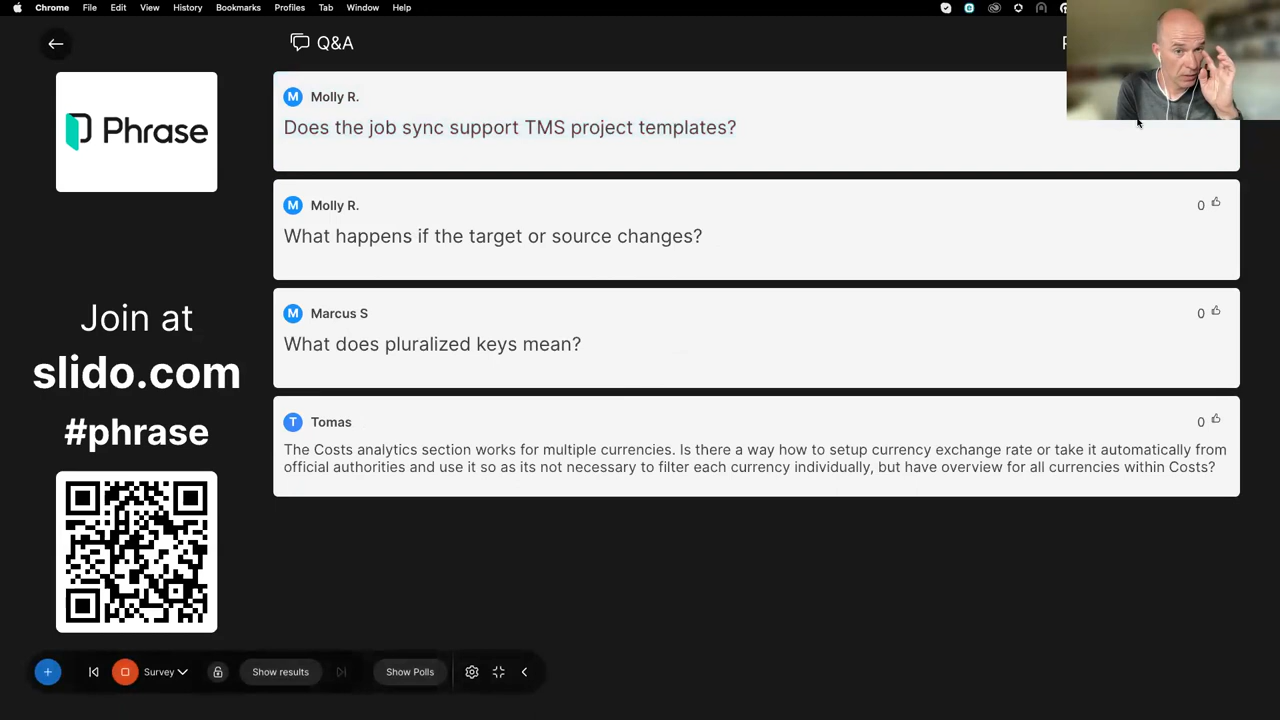 Chrome File Edit View History Bookmarks Profiles Tab Window Help
Q&A
Phrase
Join at
slido.com
#phrase
M Molly R.
Does the job sync support TMS project templates?
M Molly R. 0
What happens if the target or source changes?
M Marcus S 0
What does pluralized keys mean?
T Tomas 0
The Costs analytics section works for multiple currencies. Is there a way how to setup currency exchange rate or take it automatically from
official authorities and use it so as its not necessary to filter each currency individually, but have overview for all currencies within Costs?
Survey Show results Show Polls